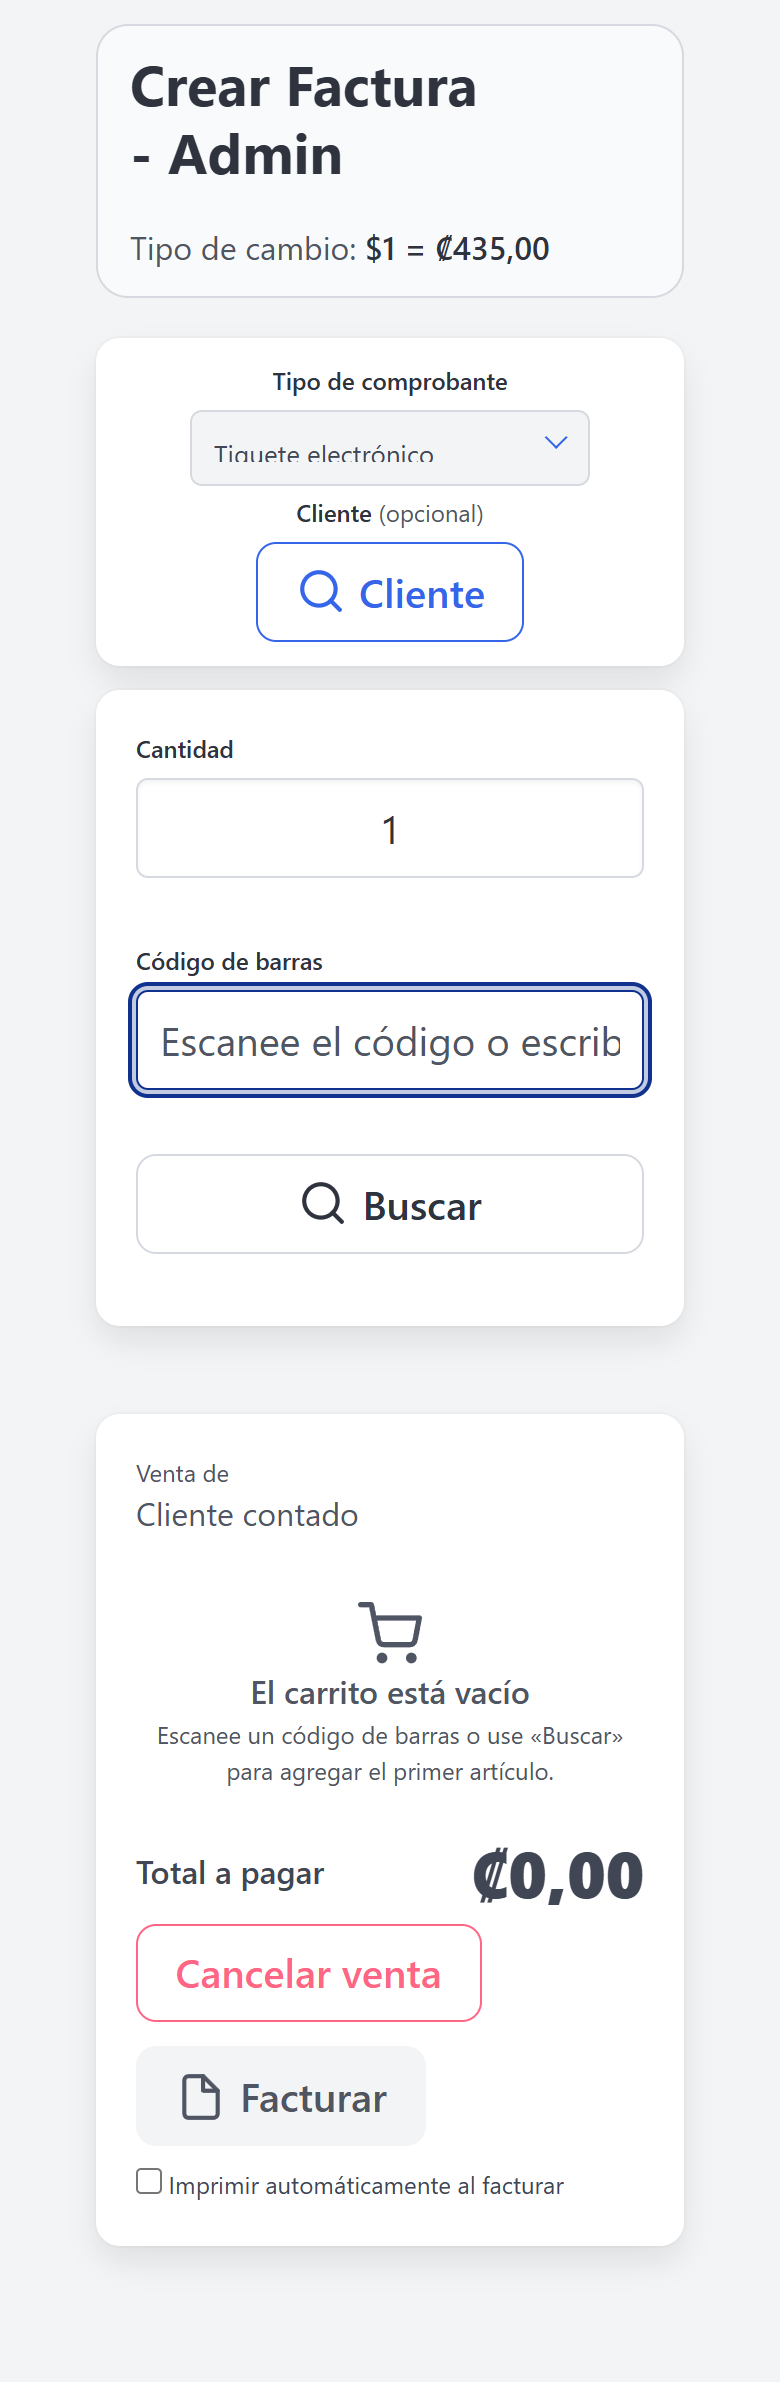 Crear Factura
- Admin
Tipo de cambio: $1 = ₡435,00
Tipo de comprobante
Tiquete electrónico
Cliente (opcional)
Cliente
Cantidad
1
Código de barras
Escanee el código o escrib
Buscar
Venta de
Cliente contado
El carrito está vacío
Escanee un código de barras o use «Buscar»
para agregar el primer artículo.
Total a pagar ₡0,00
Cancelar venta
Facturar
Imprimir automáticamente al facturar